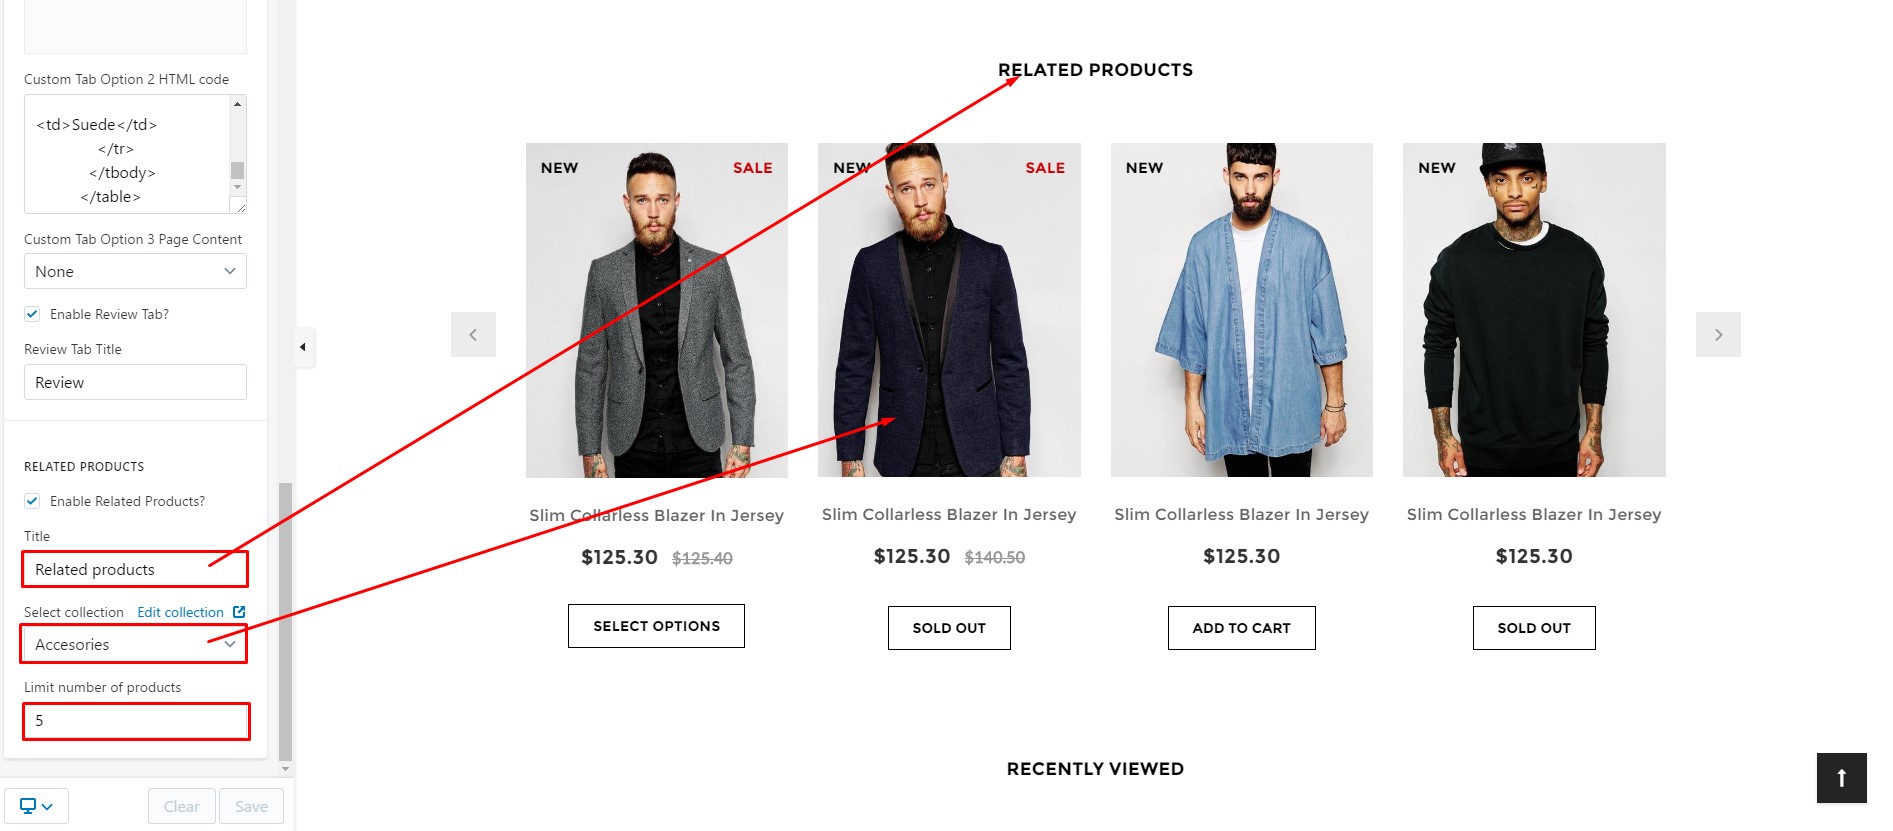 Custom Tab Option 2 HTML code
<td>Suede</td>
</tr>
</tbody>
</table>
Custom Tab Option 3 Page Content
None
Enable Review Tab?
Review Tab Title
Review
RELATED PRODUCTS
Enable Related Products?
Title
Related products
Select collection Edit collection
Accesories
Limit number of products
5
Clear Save
RELATED PRODUCTS
NEW SALE NEW SALE NEW NEW
Slim Collarless Blazer In Jersey Slim Collarless Blazer In Jersey Slim Collarless Blazer In Jersey Slim Collarless Blazer In Jersey
$125.30 $125.40 $125.30 $140.50 $125.30 $125.30
SELECT OPTIONS SOLD OUT ADD TO CART SOLD OUT
RECENTLY VIEWED